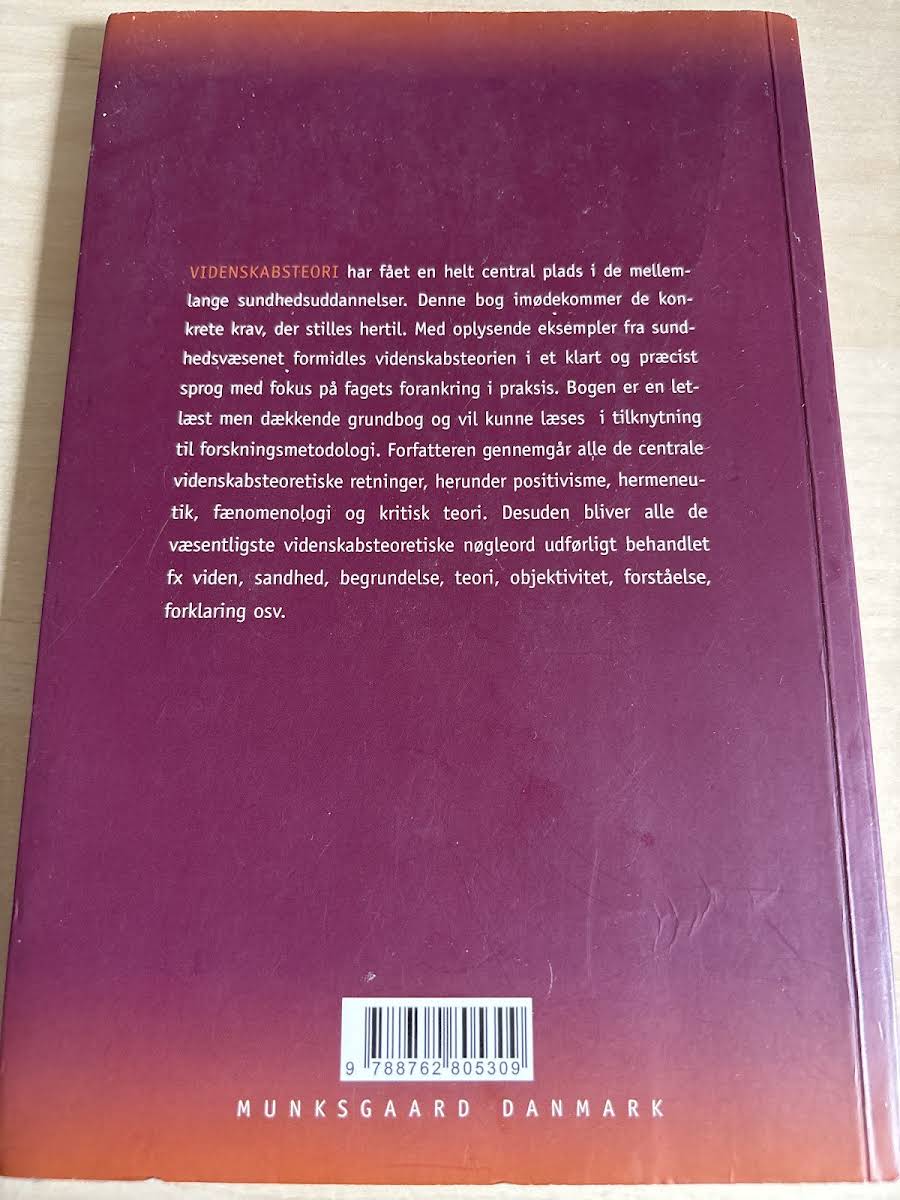 VIDENSKABSTEORI har fået en helt central plads i de mellem-
lange sundhedsuddannelser. Denne bog imødekommer de kon-
krete krav, der stilles hertil. Med oplysende eksempler fra sund-
hedsvæsenet formidles videnskabsteorien i et klart og præcist
sprog med fokus på fagets forankring i praksis. Bogen er en let-
læst men dækkende grundbog og vil kunne læses i tilknytning
til forskningsmetodologi. Forfatteren gennemgår alle de centrale
videnskabsteoretiske retninger, herunder positivisme, hermeneu-
tik, fænomenologi og kritisk teori. Desuden bliver alle de
væsentligste videnskabsteoretiske nøgleord udførligt behandlet
fx viden, sandhed, begrundelse, teori, objektivitet, forståelse,
forklaring osv.
9 788762 805309
MUNKSGAARD DANMARK